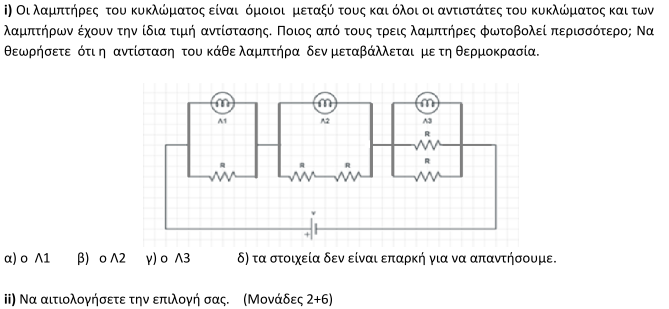 i) Οι λαμπτήρες του κυκλώματος είναι όμοιοι μεταξύ τους και όλοι οι αντιστάτες του κυκλώματος και των
λαμπτήρων έχουν την ίδια τιμή αντίστασης. Ποιος από τους τρεις λαμπτήρες φωτοβολεί περισσότερο; Να
θεωρήσετε ότι η αντίσταση του κάθε λαμπτήρα δεν μεταβάλλεται με τη θερμοκρασία.
Λ1 Λ2 Λ3
R
R R R R
V
+
α) ο Λ1 β) ο Λ2 γ) ο Λ3 δ) τα στοιχεία δεν είναι επαρκή για να απαντήσουμε.
ii) Να αιτιολογήσετε την επιλογή σας. (Μονάδες 2+6)